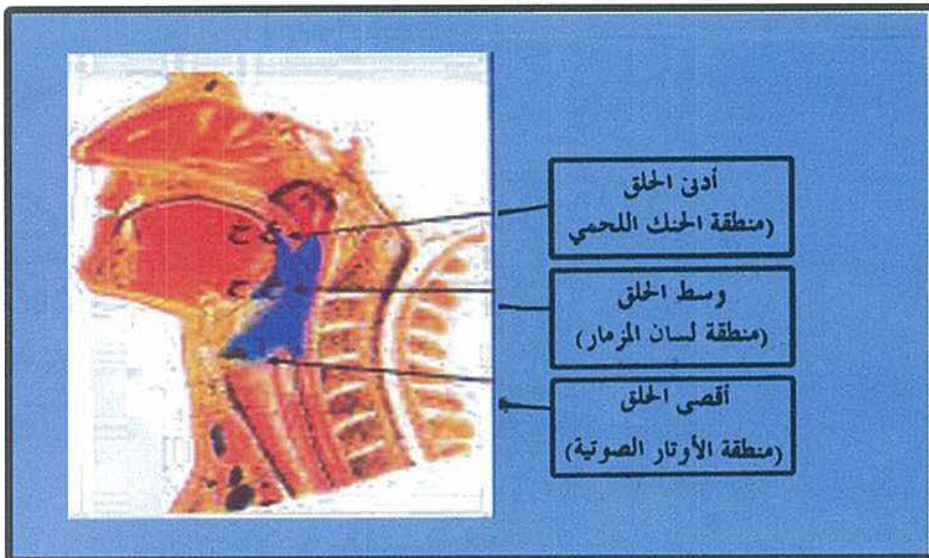 أدنى الحلق
(منطقة الحنك اللحمي
وسط الحلق
(منطقة لسان المزمار)
أقصى الحلق
(منطقة الأوتار الصوتية)